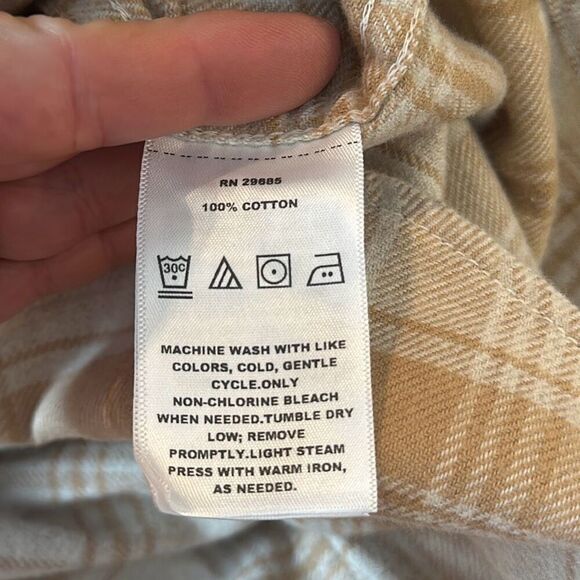 RN 29685
100% COTTON
30C
MACHINE WASH WITH LIKE
COLORS, COLD, GENTLE
CYCLE.ONLY
NON-CHLORINE BLEACH
WHEN NEEDED.TUMBLE DRY
LOW; REMOVE
PROMPTLY.LIGHT STEAM
PRESS WITH WARM IRON,
AS NEEDED.